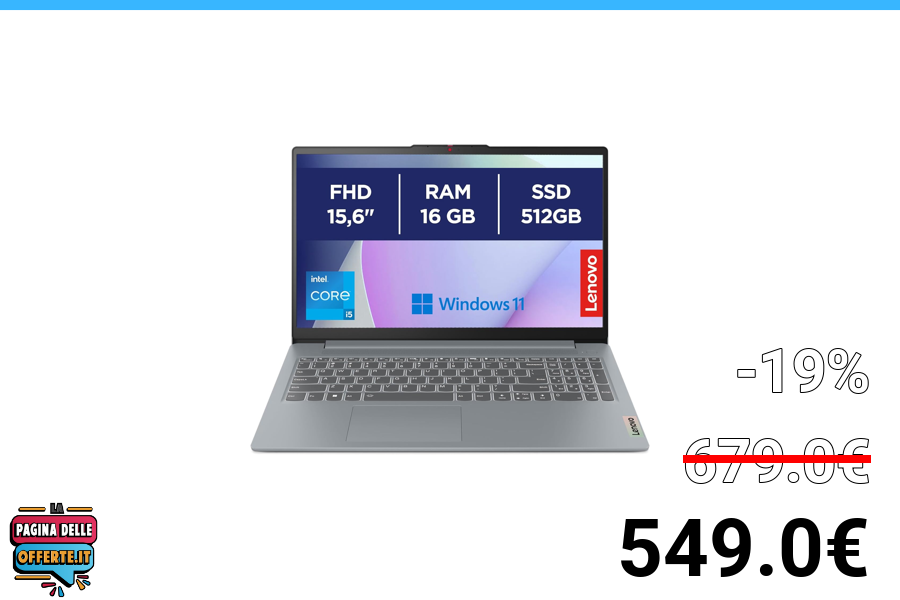 FHD
15,6"
RAM
16 GB
SSD
512GB
intel
CORE
i5
Windows 11
Lenovo
Lenovo
-19%
679.0€
549.0€
LA
PAGINA DELLE
OFFERTE.IT